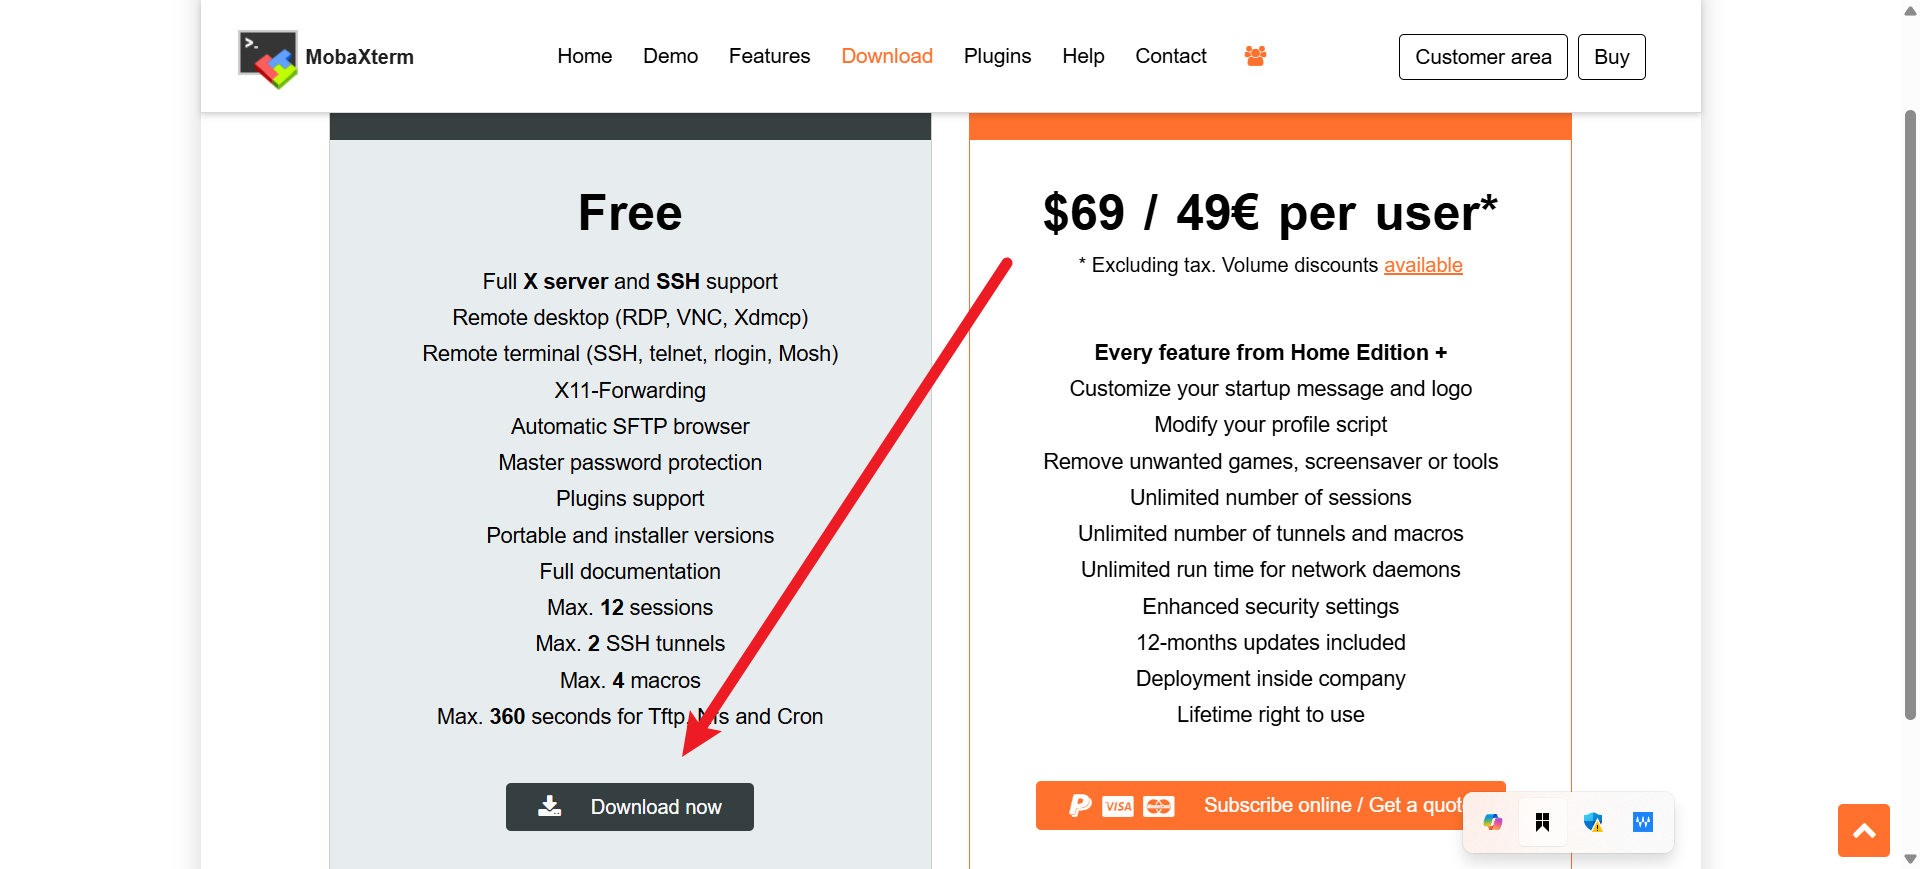 MobaXterm
Home Demo Features Download Plugins Help Contact
Customer area Buy
Free
Full X server and SSH support
Remote desktop (RDP, VNC, Xdmcp)
Remote terminal (SSH, telnet, rlogin, Mosh)
X11-Forwarding
Automatic SFTP browser
Master password protection
Plugins support
Portable and installer versions
Full documentation
Max. 12 sessions
Max. 2 SSH tunnels
Max. 4 macros
Max. 360 seconds for Tftp, Nfs and Cron
Download now
$69 / 49€ per user*
* Excluding tax. Volume discounts available
Every feature from Home Edition +
Customize your startup message and logo
Modify your profile script
Remove unwanted games, screensaver or tools
Unlimited number of sessions
Unlimited number of tunnels and macros
Unlimited run time for network daemons
Enhanced security settings
12-months updates included
Deployment inside company
Lifetime right to use
VISA Subscribe online / Get a quot